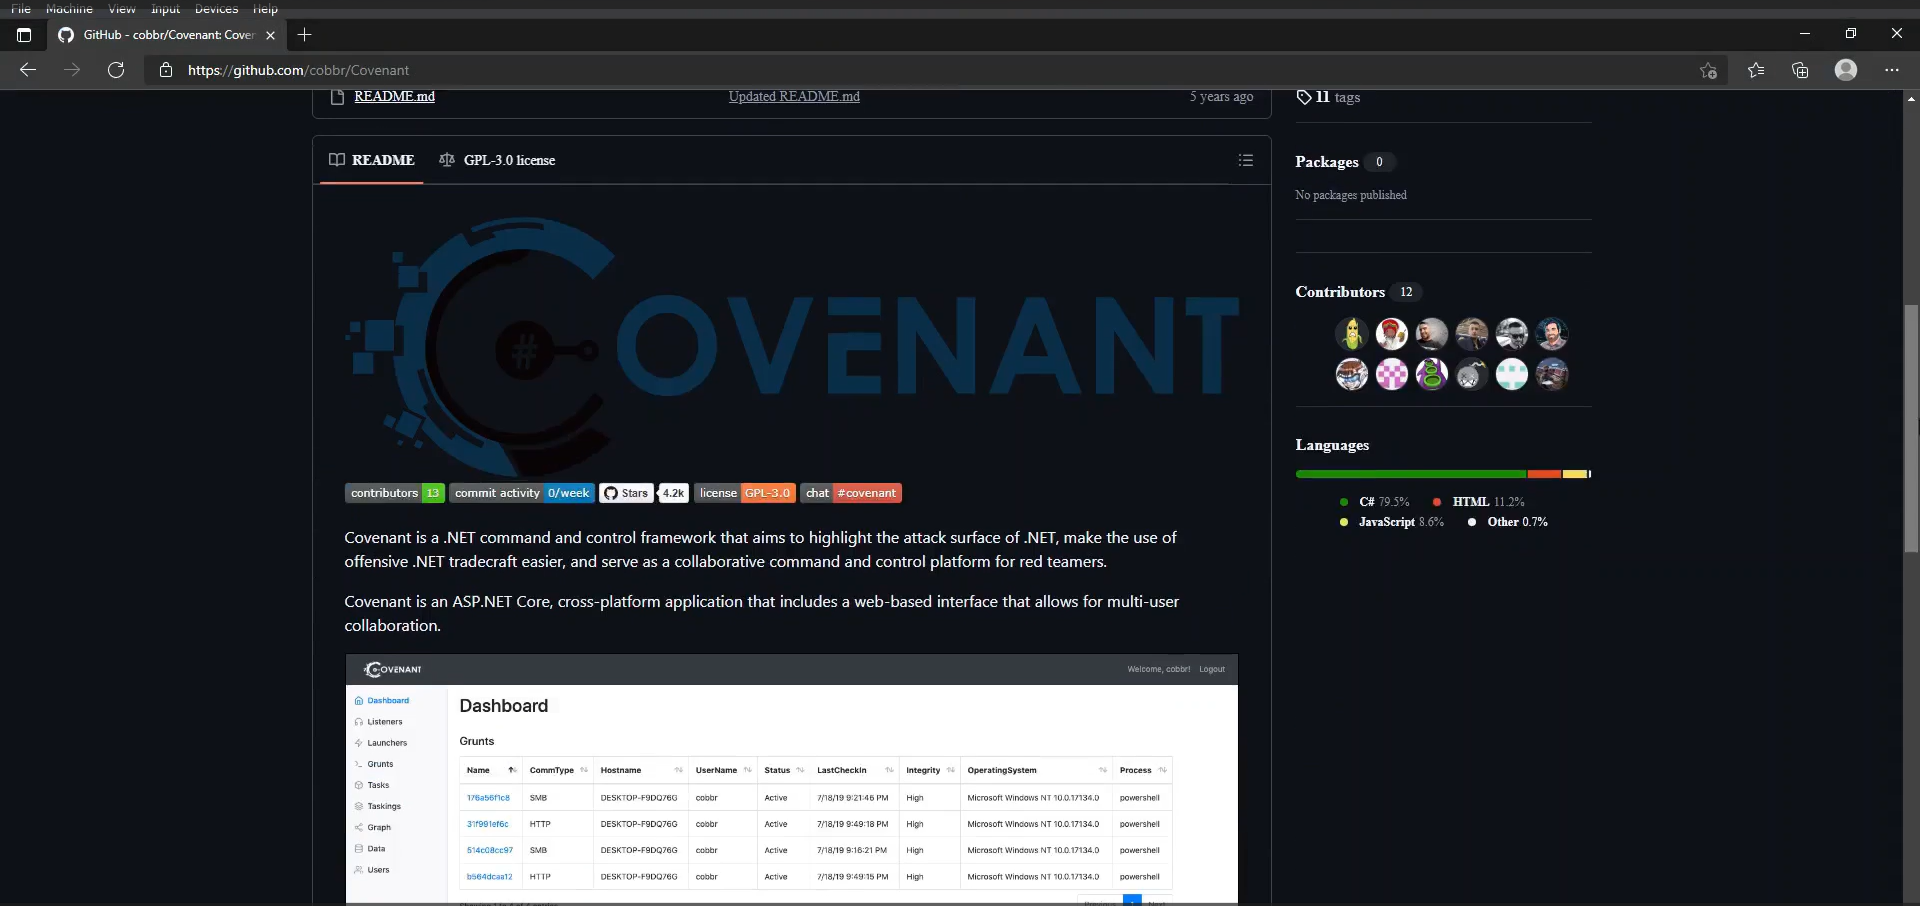 File Machine View Input Devices Help
GitHub - cobbr/Covenant: Cover
https://github.com/cobbr/Covenant
README.md Updated README.md 5 years ago
11 tags
README GPL-3.0 license
Packages 0
No packages published
# COVENANT
Contributors 12
Languages
C# 79.5% HTML 11.2%
JavaScript 8.6% Other 0.7%
contributors 13 commit activity 0/week Stars 4.2k license GPL-3.0 chat #covenant
Covenant is a .NET command and control framework that aims to highlight the attack surface of .NET, make the use of
offensive .NET tradecraft easier, and serve as a collaborative command and control platform for red teamers.
Covenant is an ASP.NET Core, cross-platform application that includes a web-based interface that allows for multi-user
collaboration.
COVENANT Welcome, cobbr! Logout
Dashboard
Listeners
Launchers
Grunts
Tasks
Taskings
Graph
Data
Users
Dashboard
Grunts
Name CommType Hostname UserName Status LastCheckIn Integrity OperatingSystem Process
176a56f1c8 SMB DESKTOP-F9DQ76G cobbr Active 7/18/19 9:21:46 PM High Microsoft Windows NT 10.0.17134.0 powershell
31f991ef6c HTTP DESKTOP-F9DQ76G cobbr Active 7/18/19 9:49:18 PM High Microsoft Windows NT 10.0.17134.0 powershell
514c08cc97 SMB DESKTOP-F9DQ76G cobbr Active 7/18/19 9:16:21 PM High Microsoft Windows NT 10.0.17134.0 powershell
b564dcaa12 HTTP DESKTOP-F9DQ76G cobbr Active 7/18/19 9:49:15 PM High Microsoft Windows NT 10.0.17134.0 powershell